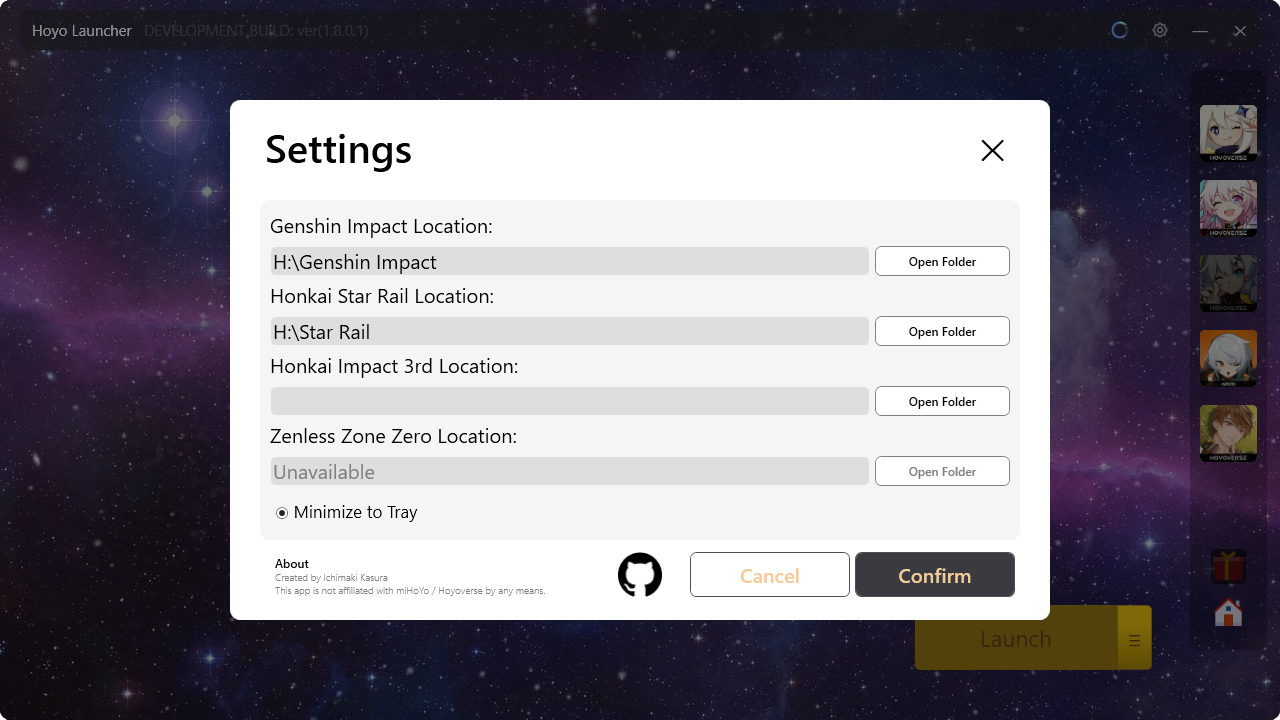 Hoyo Launcher DEVELOPMENT BUILD: ver(1.8.0.1)
Settings
Genshin Impact Location:
H:\Genshin Impact
Open Folder
Honkai Star Rail Location:
H:\Star Rail
Open Folder
Honkai Impact 3rd Location:
Open Folder
Zenless Zone Zero Location:
Unavailable
Open Folder
Minimize to Tray
About
Created by Ichimaki Kasura
This app is not affiliated with miHoYo / Hoyoverse by any means.
Cancel
Confirm
Launch
HOYOVERSE
HOYOVERSE
HOYOVERSE
HOYOVERSE